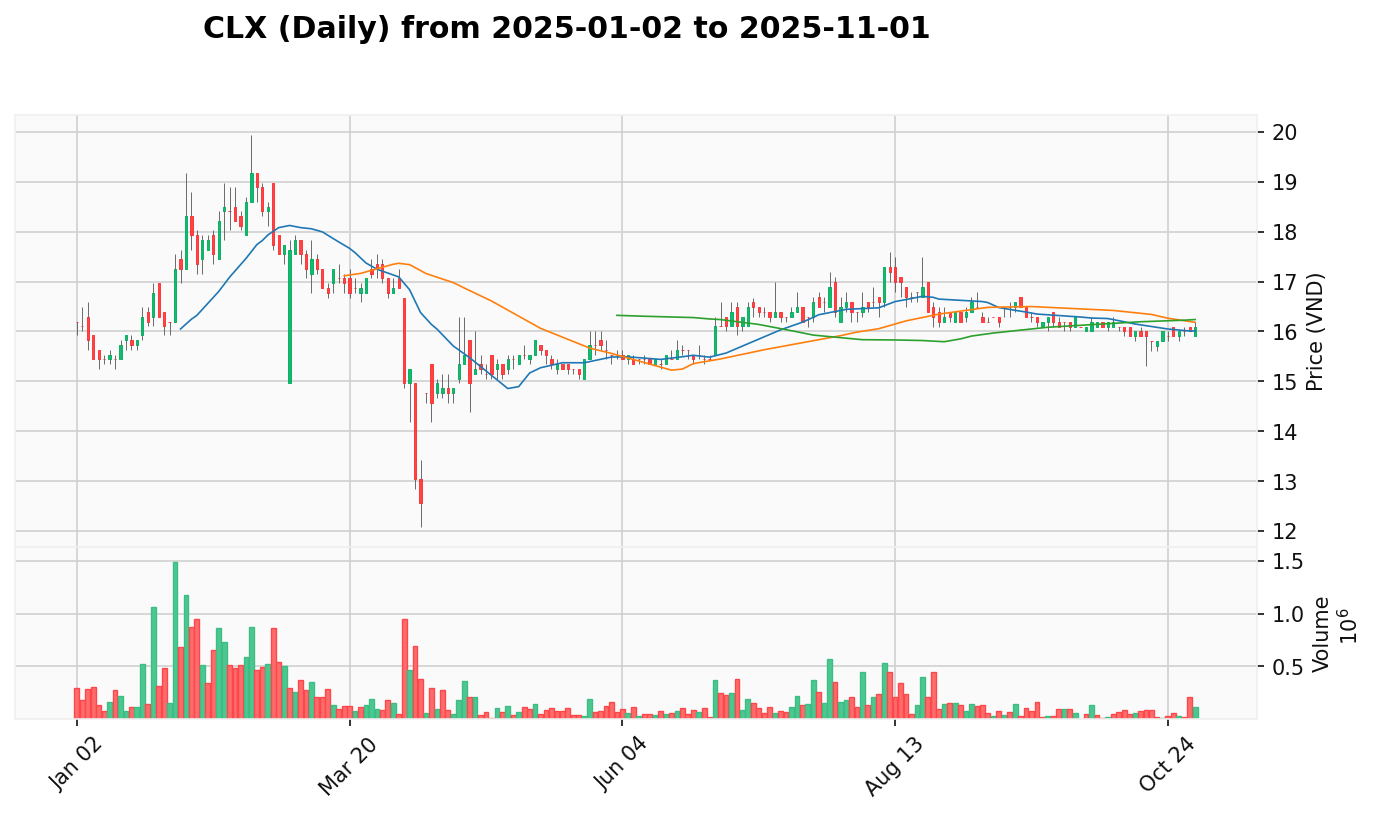 CLX (Daily) from 2025-01-02 to 2025-11-01
20
19
18
17
16
15
14
13
12
Price (VND)
1.5
1.0
0.5
Volume
10⁶
Jan 02
Mar 20
Jun 04
Aug 13
Oct 24